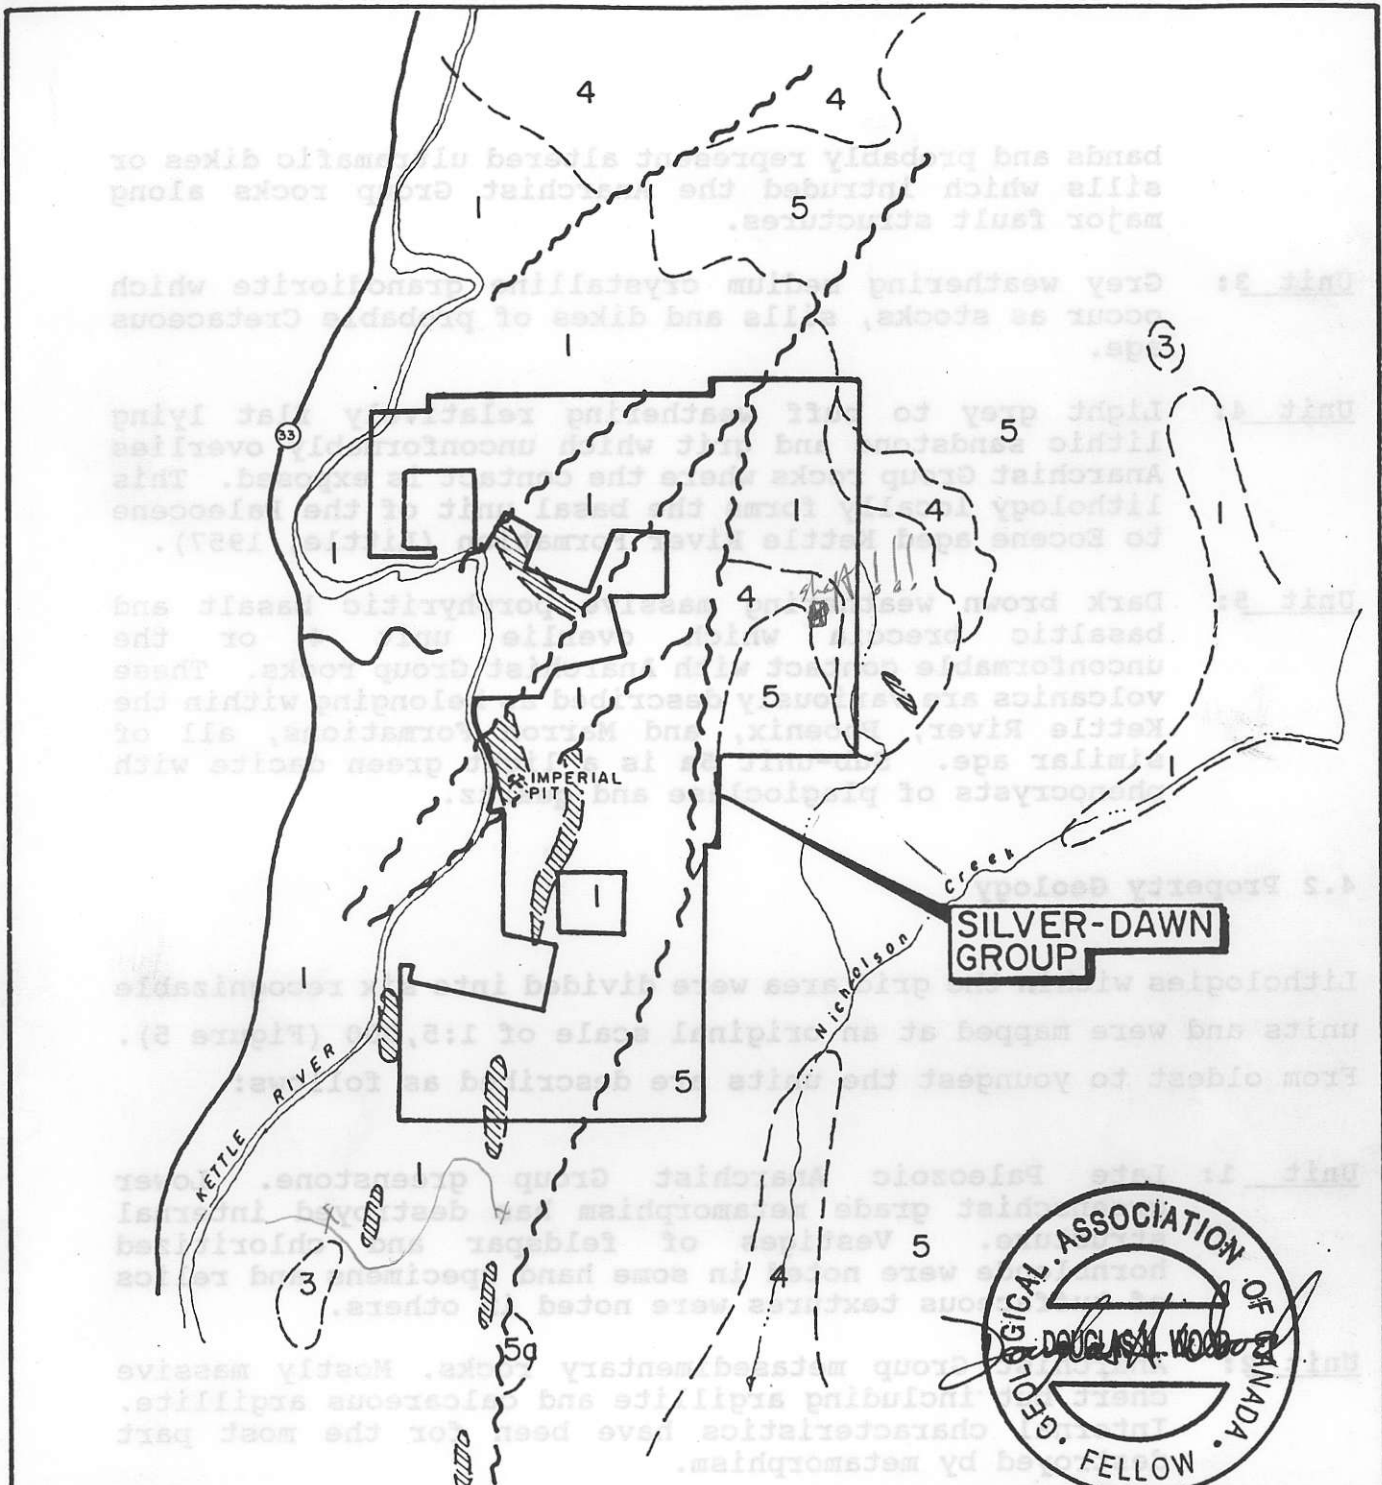 4
4
1
5
1
(3)
33
5
1
4
1
1
1
4
shaft
5
1
1
IMPERIAL
PIT
1
5
Nicholson Creek
SILVER-DAWN
GROUP
1
KETTLE RIVER
5
1
5
3
4
5a
GEOLOGICAL ASSOCIATION OF CANADA
DOUGLAS H. WOOD
FELLOW
bands and probably represent altered ultramafic dikes or
sills which intruded the Anarchist Group rocks along
major fault structures.
Unit 3: Grey weathering medium crystalline granodiorite which
occur as stocks, sills and dikes of probable Cretaceous
age.
Unit 4: Light grey to buff weathering relatively flat lying
lithic sandstone and grit which unconformably overlies
Anarchist Group rocks where the contact is exposed. This
lithology locally forms the basal unit of the Paleocene
to Eocene aged Kettle River Formation (Little, 1957).
Unit 5: Dark brown weathering massive porphyritic basalt and
basaltic breccia which overlie unit 4 or the
unconformable contact with Anarchist Group rocks. These
volcanics are variously described as belonging within the
Kettle River, Phoenix, and Marron Formations, all of
similar age. Sub-unit 5a is a light green dacite with
phenocrysts of plagioclase and quartz.
4.2 Property Geology
Lithologies within the grid area were divided into six recognizable
units and were mapped at an original scale of (Figure 5).
From oldest to youngest the units are described as follows:
Unit 1: Late Paleozoic Anarchist Group greenstone. Lower
greenschist grade metamorphism has destroyed internal
structure. Vestiges of feldspar and chloritized
hornblende were noted in some hand specimens and relics
of tuffaceous textures were noted in others.
Unit 2: Anarchist Group metasedimentary rocks. Mostly massive
chert but including argillite and calcareous argillite.
Internal characteristics have been for the most part
destroyed by metamorphism.